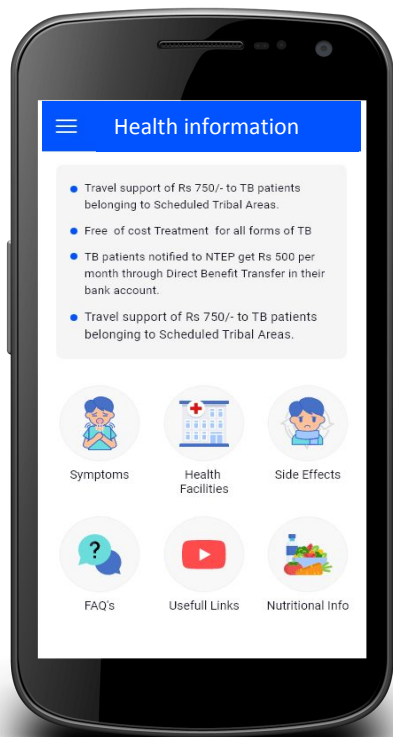 Health information
Travel support of Rs 750/- to TB patients
belonging to Scheduled Tribal Areas.
Free of cost Treatment for all forms of TB
TB patients notified to NTEP get Rs 500 per
month through Direct Benefit Transfer in their
bank account.
Travel support of Rs 750/- to TB patients
belonging to Scheduled Tribal Areas.
Symptoms
Health
Facilities
Side Effects
?
FAQ's
Usefull Links
Nutritional Info